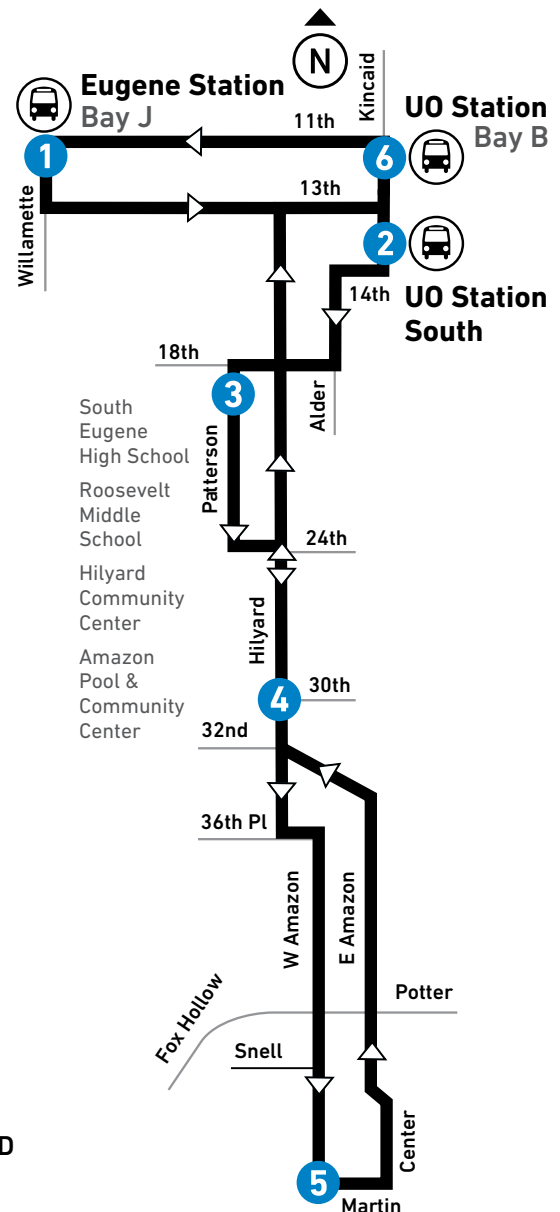 N
Kincaid
Eugene Station
Bay J
UO Station
Bay B
11th
1
6
13th
Willamette
2
14th
UO Station
South
18th
3
Alder
South
Eugene
High School
Patterson
Roosevelt
Middle
School
24th
Hilyard
Community
Center
Hilyard
Amazon
Pool &
Community
Center
4
30th
32nd
36th Pl
W Amazon
E Amazon
Potter
Fox Hollow
Snell
Center
D
5
Martin